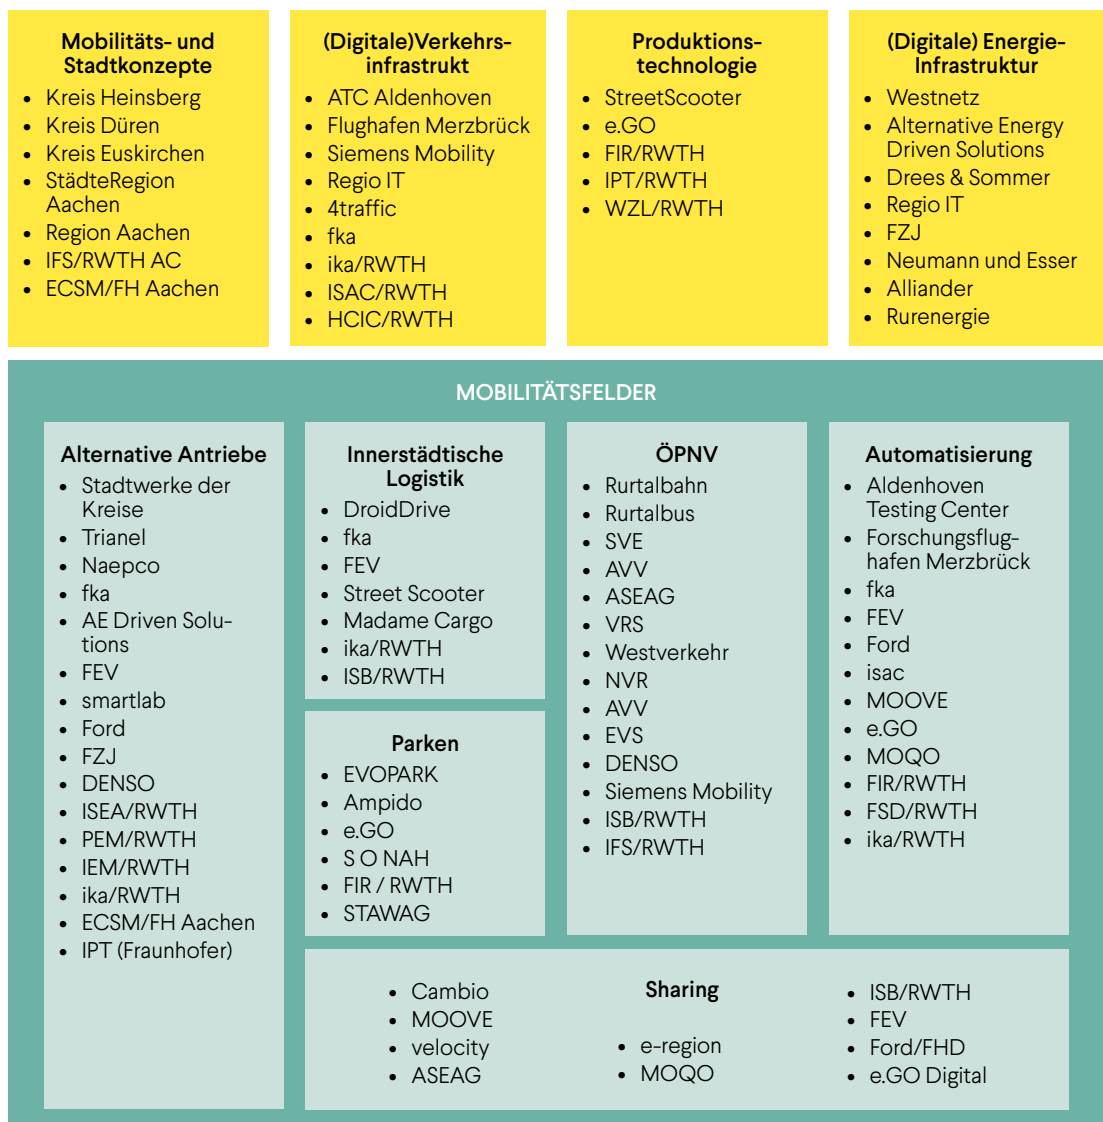 Mobilitäts- und
Stadtkonzepte
• Kreis Heinsberg
• Kreis Düren
• Kreis Euskirchen
• StädteRegion
Aachen
• Region Aachen
• IFS/RWTH AC
• ECSM/FH Aachen
(Digitale)Verkehrs-
infrastrukt
• ATC Aldenhoven
• Flughafen Merzbrück
• Siemens Mobility
• Regio IT
• 4traffic
• fka
• ika/RWTH
• ISAC/RWTH
• HCIC/RWTH
Produktions-
technologie
• StreetScooter
• e.GO
• FIR/RWTH
• IPT/RWTH
• WZL/RWTH
(Digitale) Energie-
Infrastruktur
• Westnetz
• Alternative Energy
Driven Solutions
• Drees & Sommer
• Regio IT
• FZJ
• Neumann und Esser
• Alliander
• Rurenergie
MOBILITÄTSFELDER
Alternative Antriebe
• Stadtwerke der
Kreise
• Trianel
• Naepco
• fka
• AE Driven Solu-
tions
• FEV
• smartlab
• Ford
• FZJ
• DENSO
• ISEA/RWTH
• PEM/RWTH
• IEM/RWTH
• ika/RWTH
• ECSM/FH Aachen
• IPT (Fraunhofer)
Innerstädtische
Logistik
• DroidDrive
• fka
• FEV
• Street Scooter
• Madame Cargo
• ika/RWTH
• ISB/RWTH
Parken
• EVOPARK
• Ampido
• e.GO
• S O NAH
• FIR / RWTH
• STAWAG
ÖPNV
• Rurtalbahn
• Rurtalbus
• SVE
• AVV
• ASEAG
• VRS
• Westverkehr
• NVR
• AVV
• EVS
• DENSO
• Siemens Mobility
• ISB/RWTH
• IFS/RWTH
Automatisierung
• Aldenhoven
Testing Center
• Forschungsflug-
hafen Merzbrück
• fka
• FEV
• Ford
• isac
• MOOVE
• e.GO
• MOQO
• FIR/RWTH
• FSD/RWTH
• ika/RWTH
Sharing
• Cambio
• MOOVE
• velocity
• ASEAG
• e-region
• MOQO
• ISB/RWTH
• FEV
• Ford/FHD
• e.GO Digital